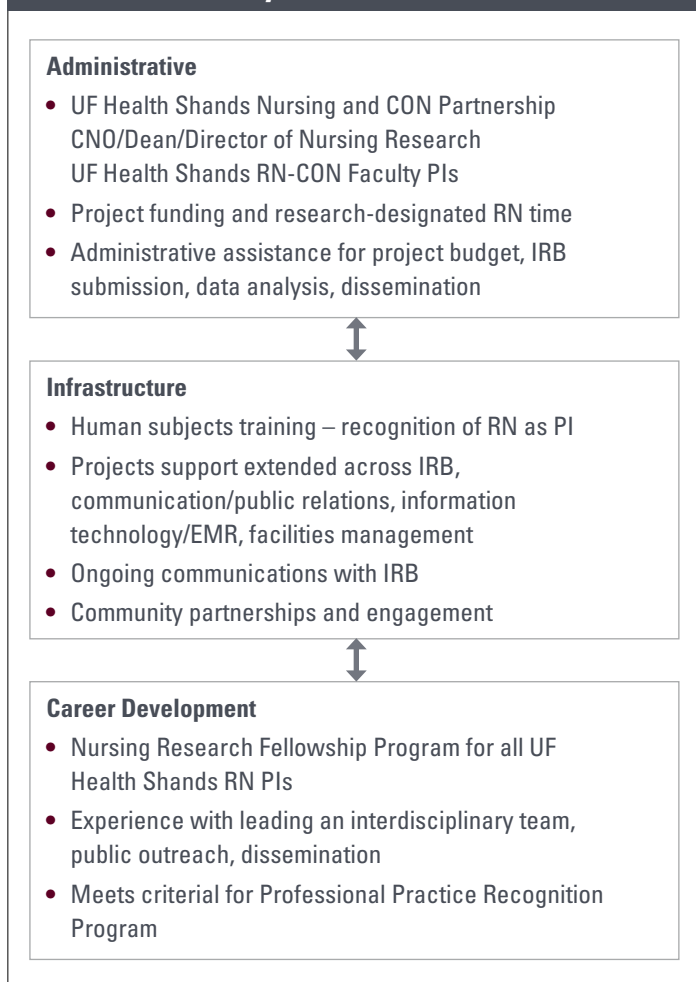 Administrative
• UF Health Shands Nursing and CON Partnership
CNO/Dean/Director of Nursing Research
UF Health Shands RN-CON Faculty PIs
• Project funding and research-designated RN time
• Administrative assistance for project budget, IRB
submission, data analysis, dissemination
Infrastructure
• Human subjects training – recognition of RN as PI
• Projects support extended across IRB,
communication/public relations, information
technology/EMR, facilities management
• Ongoing communications with IRB
• Community partnerships and engagement
Career Development
• Nursing Research Fellowship Program for all UF
Health Shands RN PIs
• Experience with leading an interdisciplinary team,
public outreach, dissemination
• Meets criterial for Professional Practice Recognition
Program